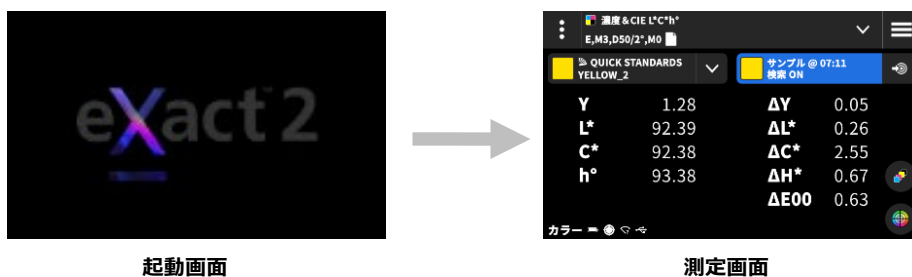 eXact™ 2
濃度＆CIE L*C*h°
E,M3,D50/2°,M0
QUICK STANDARDS
YELLOW_2
サンプル @ 07:11
検索 ON
Y 1.28 ΔY 0.05
L* 92.39 ΔL* 0.26
C* 92.38 ΔC* 2.55
h° 93.38 ΔH* 0.67
ΔE00 0.63
カラー
起動画面
測定画面